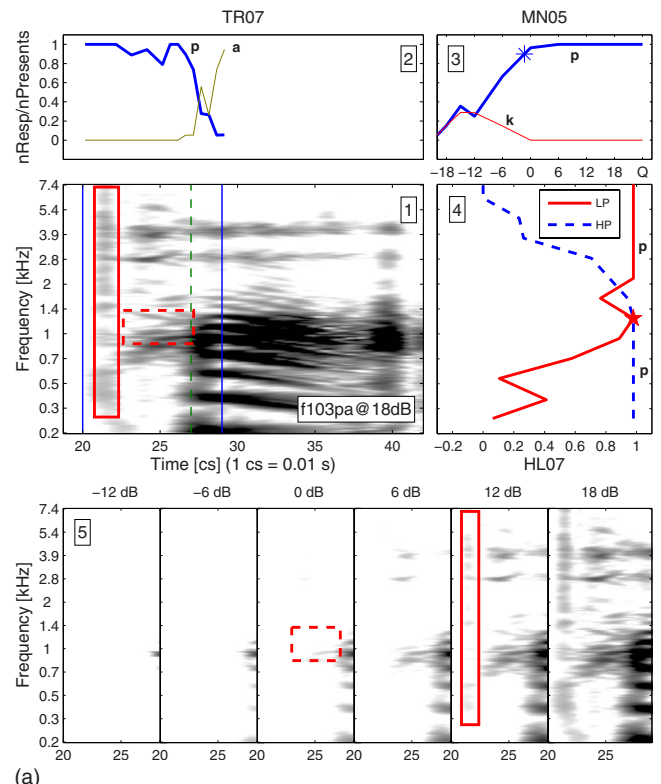 TR07
MN05
nResp/nPresents
1
0.8
0.6
0.4
0.2
0
p
a
2
3
p
k
−18 −12 −6 0 6 12 18 Q
Frequency [kHz]
7.4
5.4
3.9
2.8
2
1.4
1
0.7
0.5
0.3
0.2
1
f103pa@18dB
20 25 30 35 40
Time [cs] (1 cs = 0.01 s)
4
LP
HP
p
p
−0.2 0 0.2 0.4 0.6 0.8 1
HL07
−12 dB −6 dB 0 dB 6 dB 12 dB 18 dB
5
Frequency [kHz]
7.4
5.4
3.9
2.8
2
1.4
1
0.7
0.5
0.3
0.2
20 25 20 25 20 25 20 25 20 25 20 25
(a)